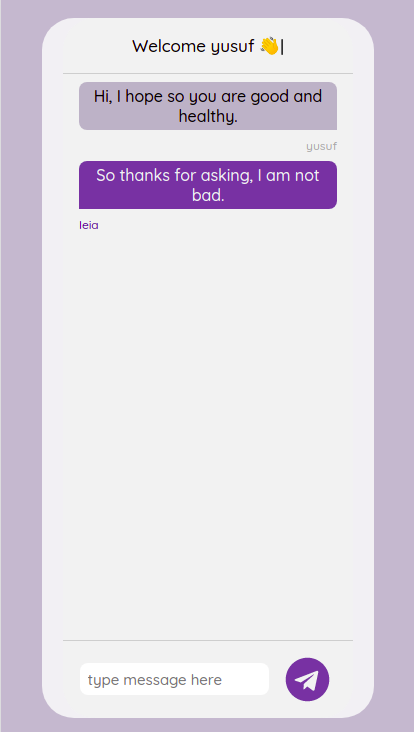 Welcome yusuf 👋|
Hi, I hope so you are good and
healthy.
yusuf
So thanks for asking, I am not
bad.
leia
type message here